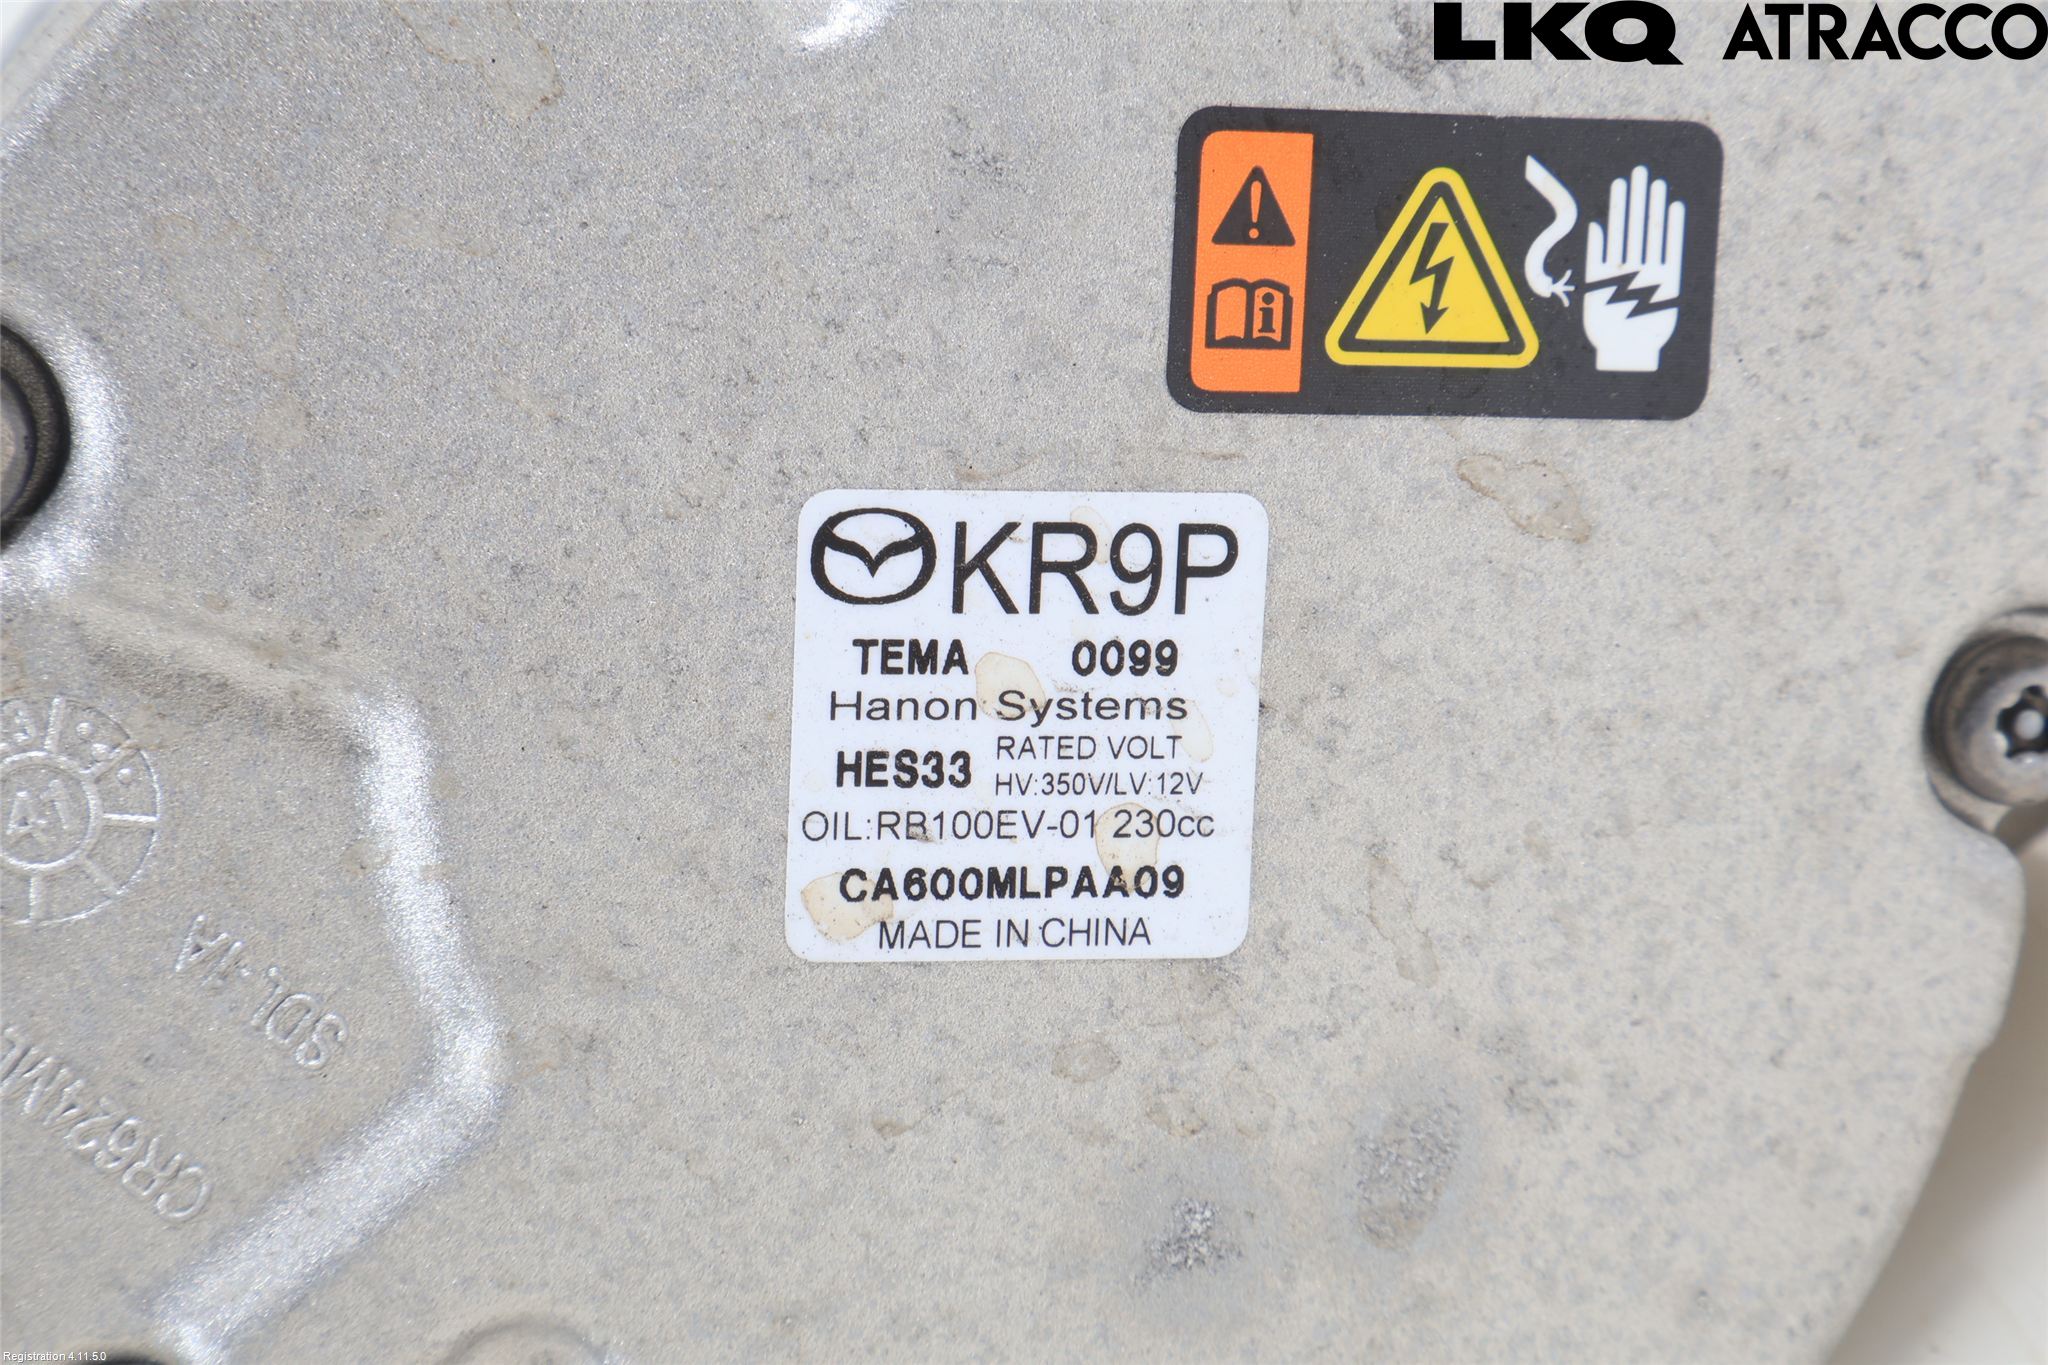 LKQ ATRACCO
KR9P
TEMA 0099
Hanon Systems
HES33
RATED VOLT
HV:350V/LV:12V
OIL:RB100EV-01 230cc
CA600MLPAA09
MADE IN CHINA
41
SDL.1A
Registration 4.11.5.0